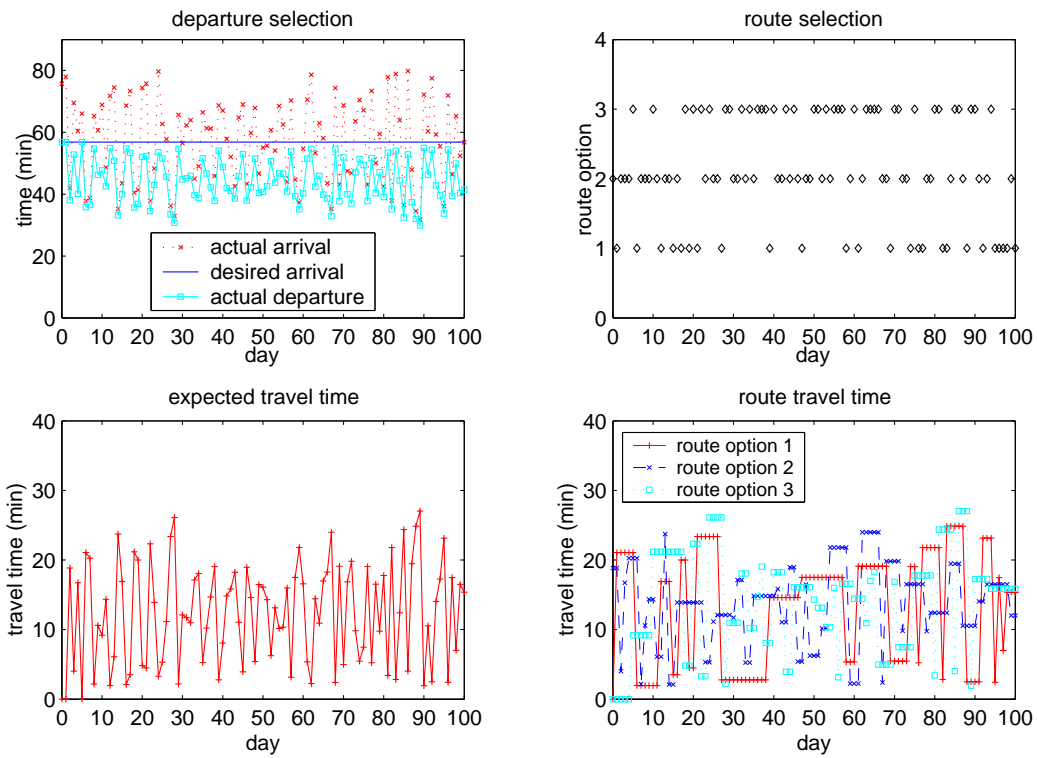 departure selection
80
60
40
20
0
time (min)
actual arrival
desired arrival
actual departure
0 10 20 30 40 50 60 70 80 90 100
day
route selection
4
3
2
1
0
route option
0 10 20 30 40 50 60 70 80 90 100
day
expected travel time
40
30
20
10
0
travel time (min)
0 10 20 30 40 50 60 70 80 90 100
day
route travel time
40
30
20
10
0
travel time (min)
route option 1
route option 2
route option 3
0 10 20 30 40 50 60 70 80 90 100
day